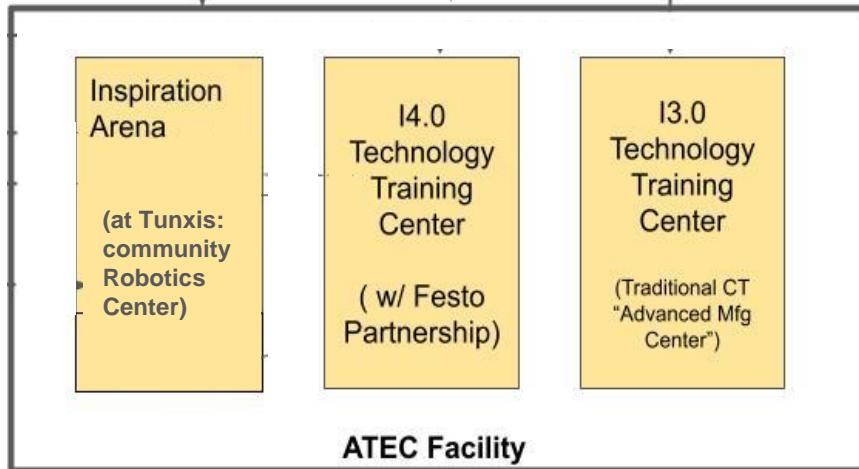 Inspiration
Arena
(at Tunxis:
community
Robotics
Center)
I4.0
Technology
Training
Center
( w/ Festo
Partnership)
I3.0
Technology
Training
Center
(Traditional CT
“Advanced Mfg
Center”)
ATEC Facility